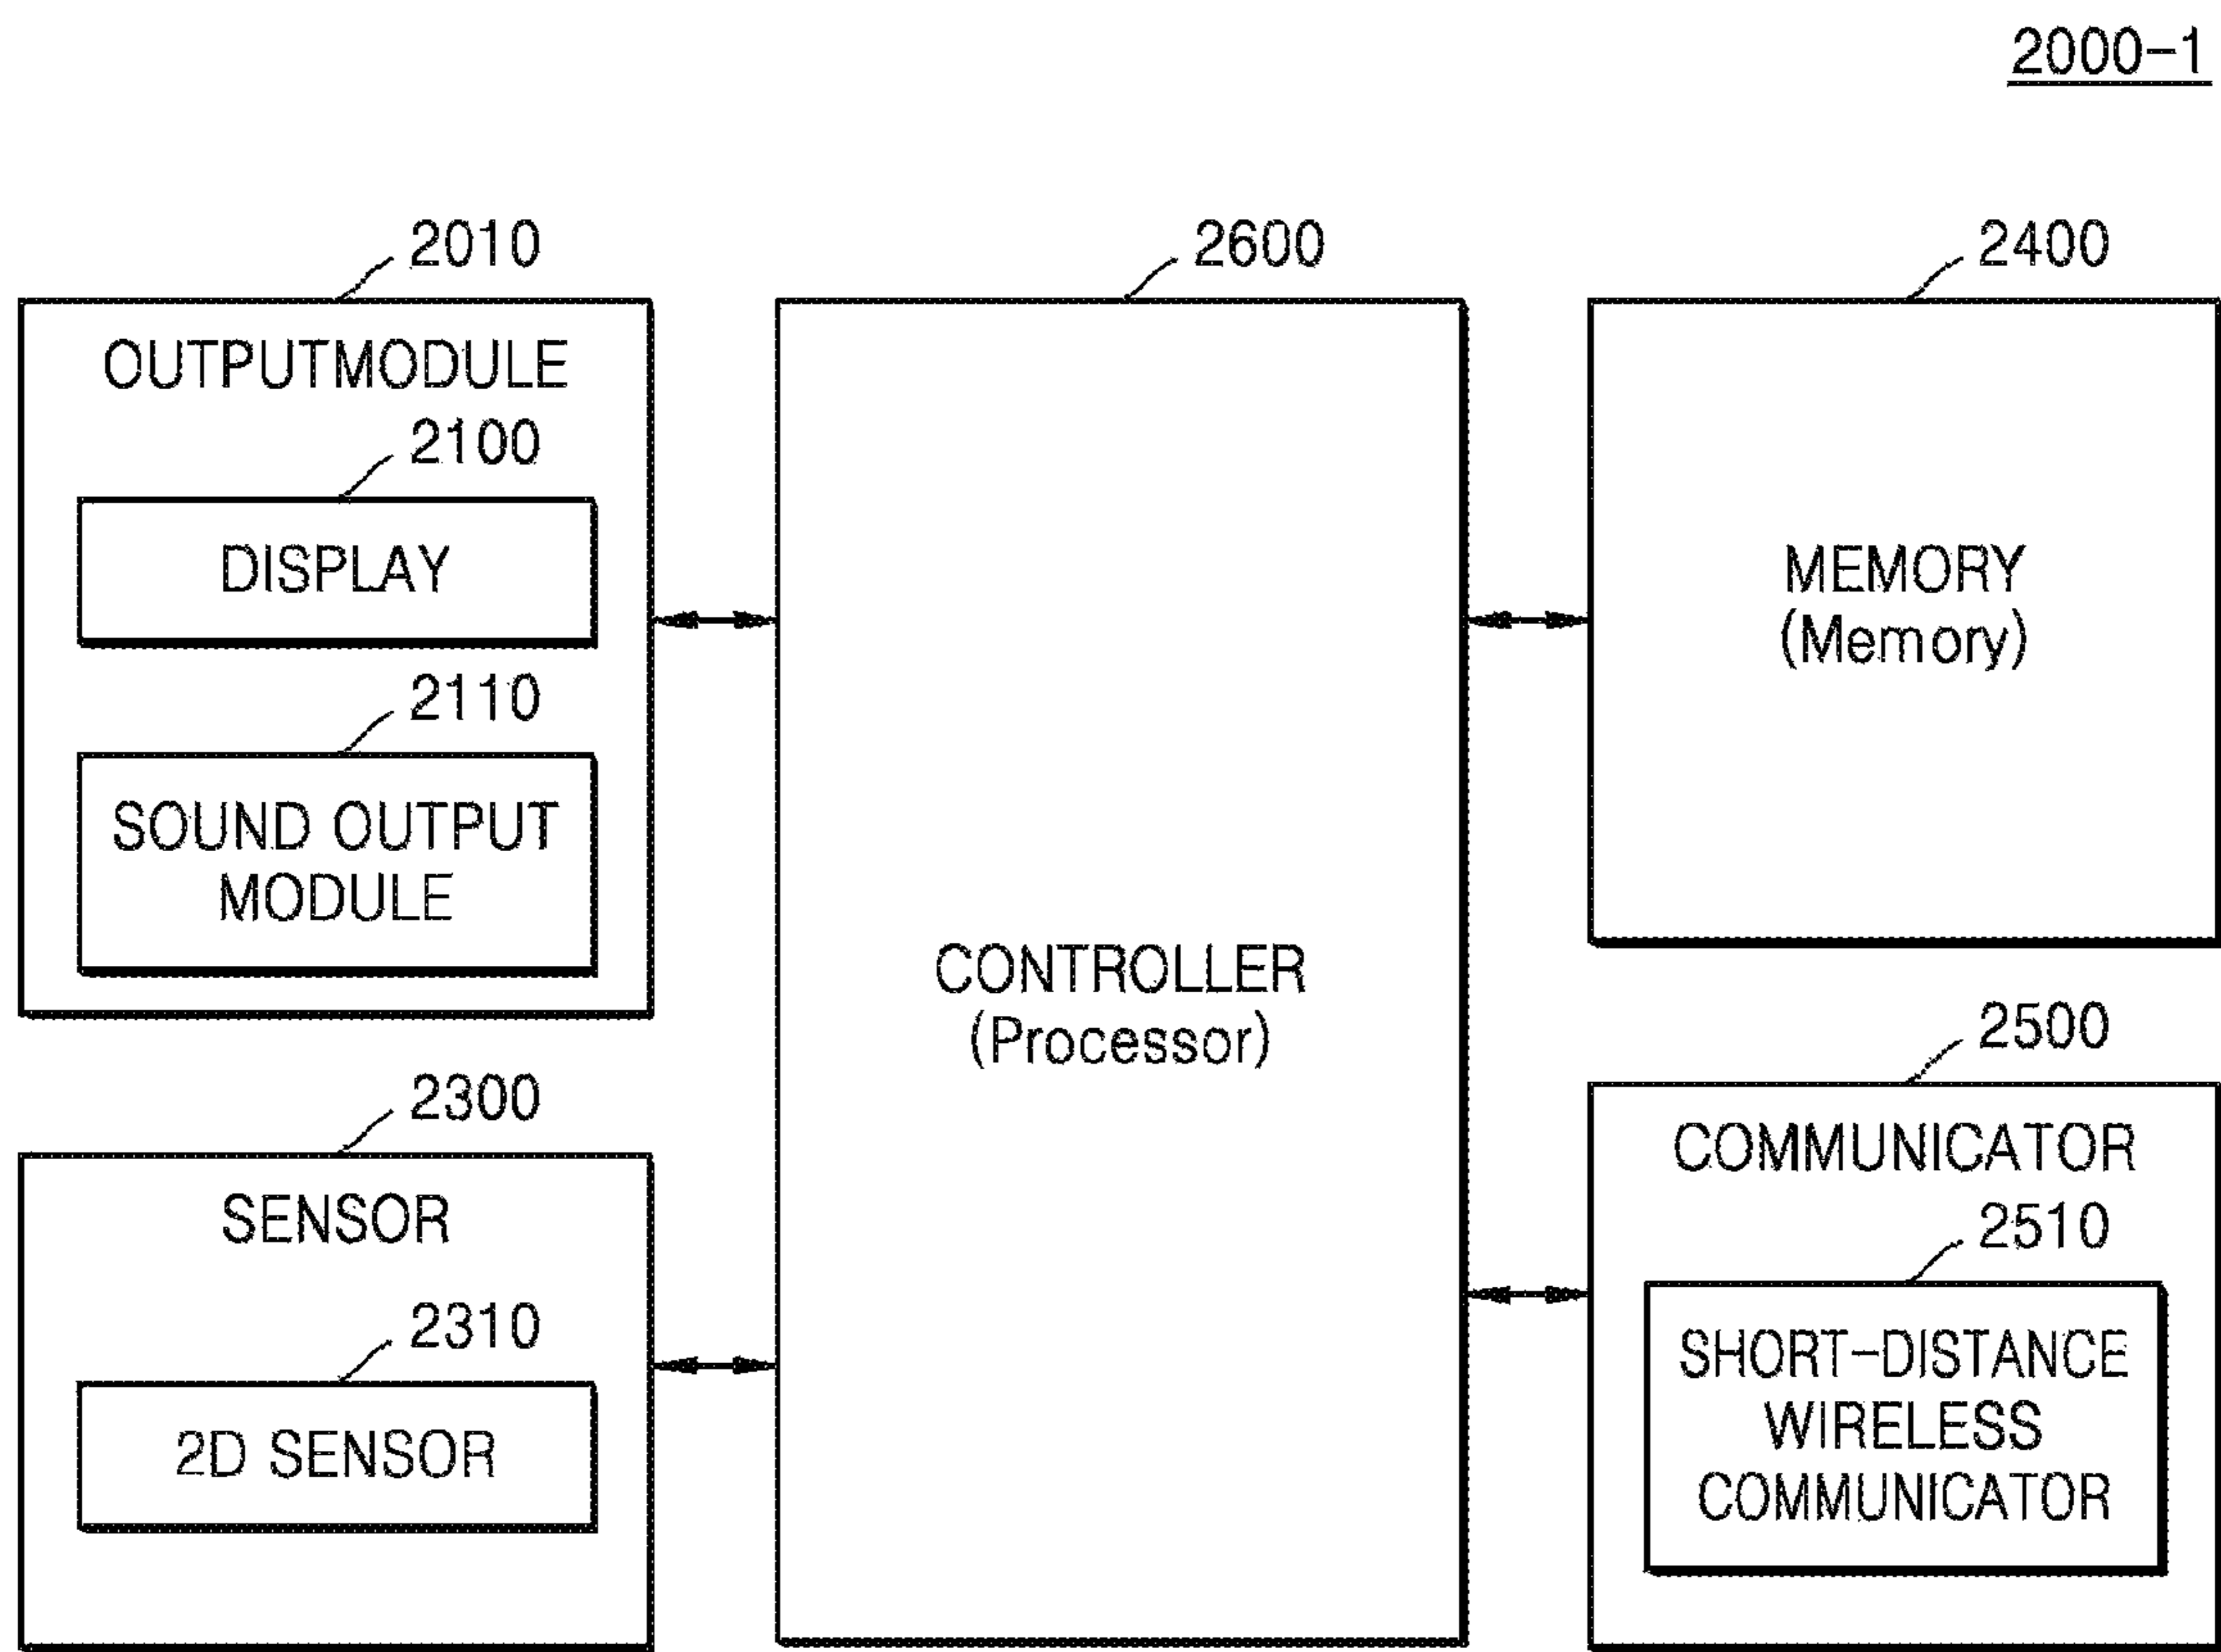 2000-1
2010
OUTPUTMODULE
2100
DISPLAY
2110
SOUND OUTPUT
MODULE
2300
SENSOR
2310
2D SENSOR
2600
CONTROLLER
(Processor)
2400
MEMORY
(Memory)
2500
COMMUNICATOR
2510
SHORT-DISTANCE
WIRELESS
COMMUNICATOR